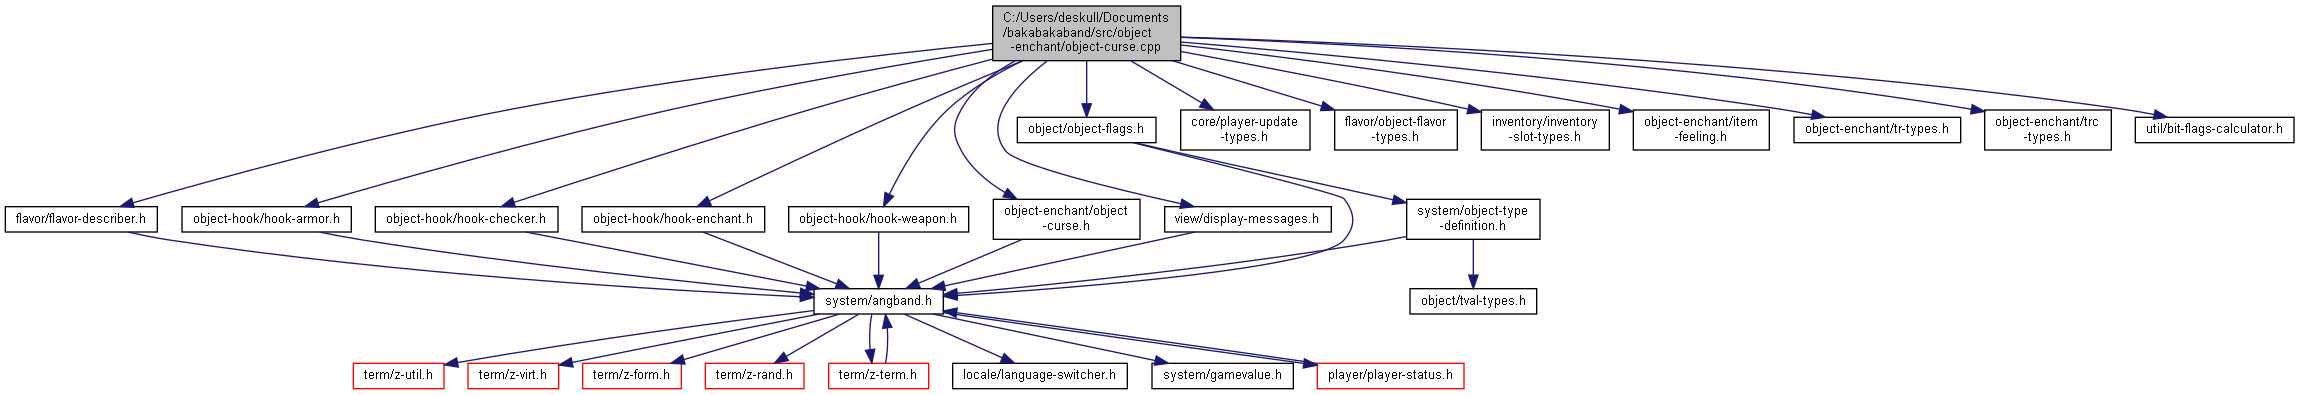 C:/Users/deskull/Documents
/bakabakaband/src/object
-enchant/object-curse.cpp
object/object-flags.h
core/player-update
-types.h
flavor/object-flavor
-types.h
inventory/inventory
-slot-types.h
object-enchant/item
-feeling.h
object-enchant/tr-types.h
object-enchant/trc
-types.h
util/bit-flags-calculator.h
flavor/flavor-describer.h
object-hook/hook-armor.h
object-hook/hook-checker.h
object-hook/hook-enchant.h
object-hook/hook-weapon.h
object-enchant/object
-curse.h
view/display-messages.h
system/object-type
-definition.h
system/angband.h
object/tval-types.h
term/z-util.h
term/z-virt.h
term/z-form.h
term/z-rand.h
term/z-term.h
locale/language-switcher.h
system/gamevalue.h
player/player-status.h